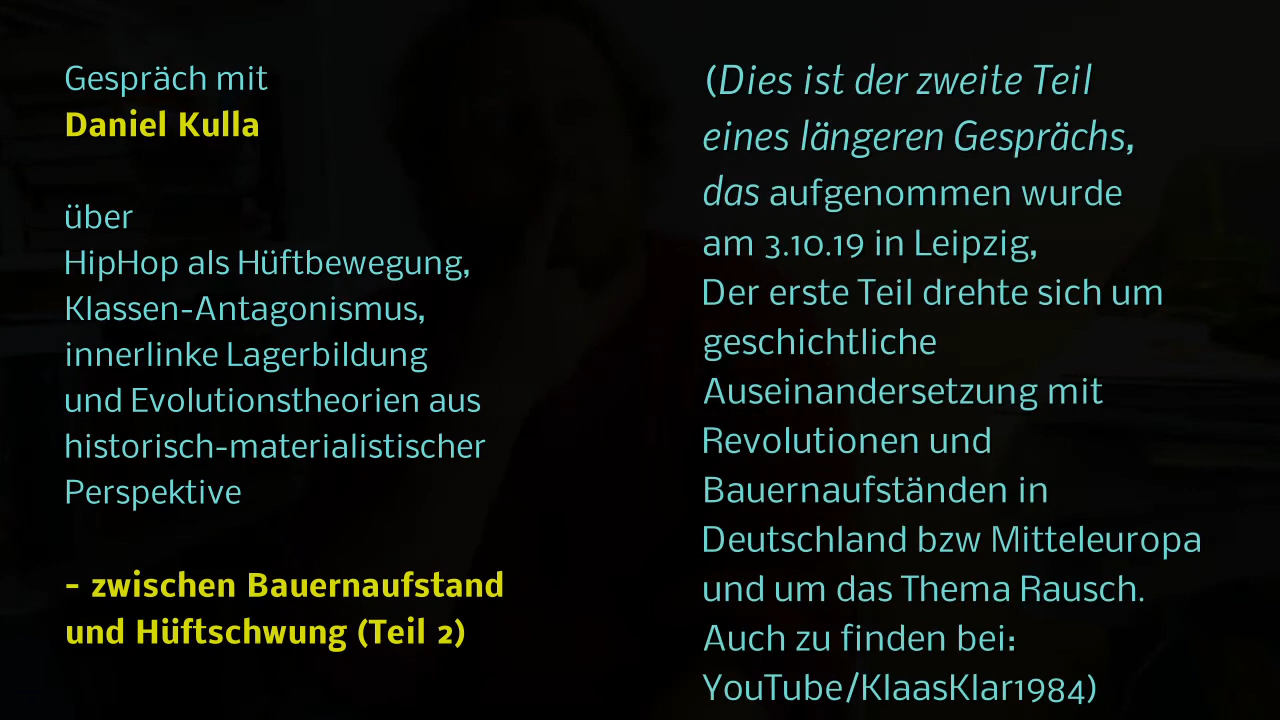 Gespräch mit
Daniel Kulla
über
HipHop als Hüftbewegung,
Klassen-Antagonismus,
innerlinke Lagerbildung
und Evolutionstheorien aus
historisch-materialistischer
Perspektive
- zwischen Bauernaufstand
und Hüftschwung (Teil 2)
(Dies ist der zweite Teil
eines längeren Gesprächs,
das aufgenommen wurde
am 3.10.19 in Leipzig,
Der erste Teil drehte sich um
geschichtliche
Auseinandersetzung mit
Revolutionen und
Bauernaufständen in
Deutschland bzw Mitteleuropa
und um das Thema Rausch.
Auch zu finden bei:
YouTube/KlaasKlar1984)